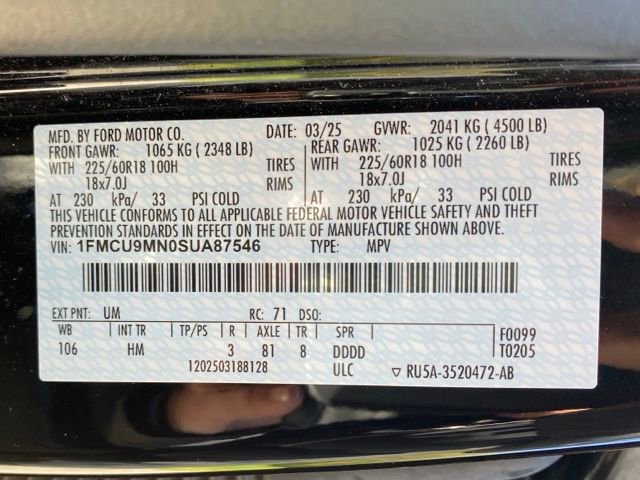 MFD. BY FORD MOTOR CO. DATE: 03/25 GVWR: 2041 KG ( 4500 LB)
FRONT GAWR: 1065 KG ( 2348 LB) REAR GAWR: 1025 KG ( 2260 LB)
WITH 225/60R18 100H TIRES WITH 225/60R18 100H TIRES
18x7.0J RIMS 18x7.0J RIMS
AT 230 kPa/ 33 PSI COLD AT 230 kPa/ 33 PSI COLD
THIS VEHICLE CONFORMS TO ALL APPLICABLE FEDERAL MOTOR VEHICLE SAFETY AND THEFT
PREVENTION STANDARDS IN EFFECT ON THE DATE OF MANUFACTURE SHOWN ABOVE.
VIN: 1FMCU9MN0SUA87546 TYPE: MPV
EXT PNT: UM RC: 71 DSO:
WB INT TR TP/PS R AXLE TR SPR F0099
106 HM 3 81 8 DDDD T0205
1202503188128 ULC ▽ RU5A-3520472-AB